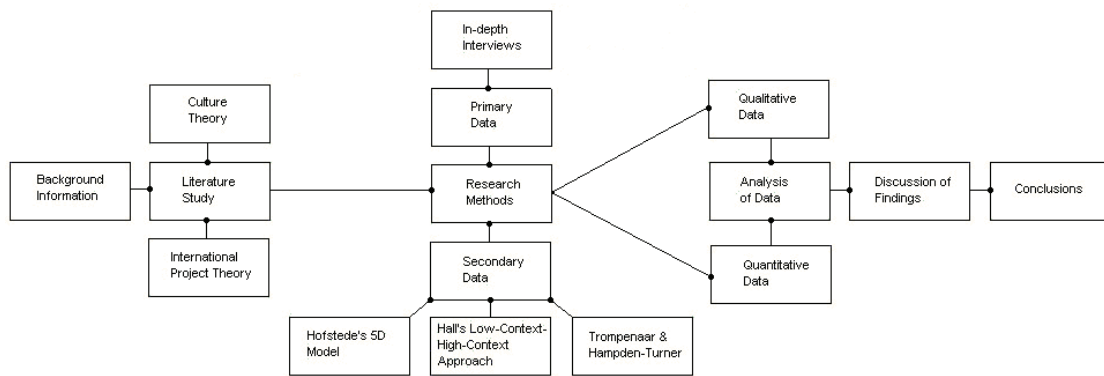 In-depth
Interviews
Culture
Theory
Primary
Data
Qualitative
Data
Background
Information
Literature
Study
Research
Methods
Analysis
of Data
Discussion of
Findings
Conclusions
International
Project Theory
Secondary
Data
Quantitative
Data
Hofstede's 5D
Model
Hall's Low-Context-
High-Context
Approach
Trompenaar &
Hampden-Turner